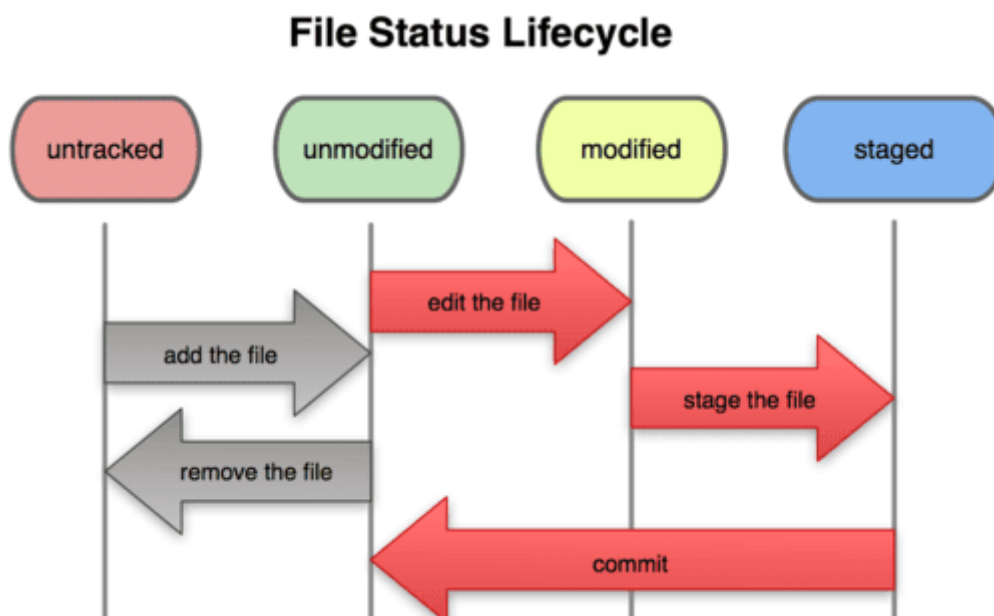 File Status Lifecycle
untracked
unmodified
modified
staged
edit the file
add the file
stage the file
remove the file
commit